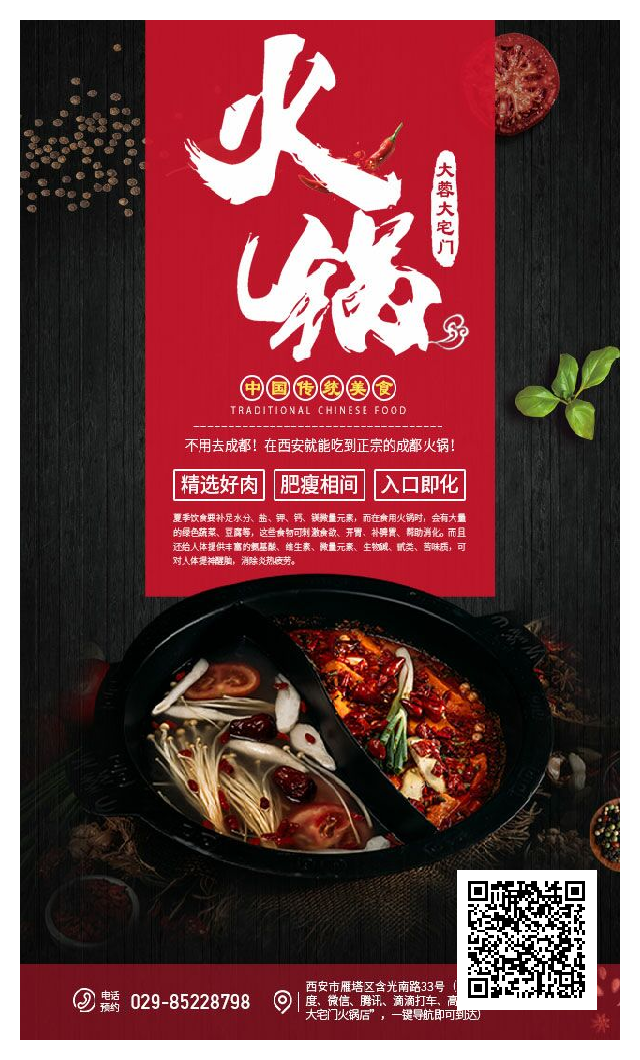 火
锅
大蓉大宅门
中国传统美食
TRADITIONAL CHINESE FOOD
不用去成都！在西安就能吃到正宗的成都火锅！
精选好肉 肥瘦相间 入口即化
夏季饮食要补足水分、盐、钾、钙、镁微量元素，而在食用火锅时，会有大量
的绿色蔬菜、豆腐等，这些食物可刺激食欲、开胃、补脾胃、帮助消化。而且
还给人体提供丰富的氨基酸、维生素、微量元素、生物碱、甙类、苦味质，可
对人体提神醒脑，消除炎热疲劳。
电话
预约
029-85228798
西安市雁塔区含光南路33号（
度、微信、腾讯、滴滴打车、高
大宅门火锅店”，一键导航即可到达）